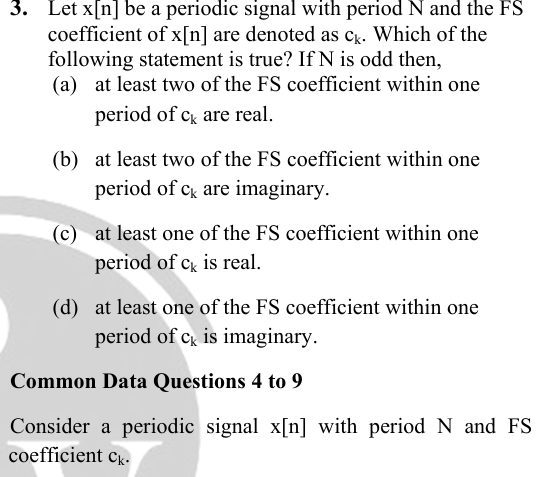 3. Let x[n] be a periodic signal with period N and the FS
coefficient of x[n] are denoted as cₖ. Which of the
following statement is true? If N is odd then,
(a) at least two of the FS coefficient within one
period of cₖ are real.
(b) at least two of the FS coefficient within one
period of cₖ are imaginary.
(c) at least one of the FS coefficient within one
period of cₖ is real.
(d) at least one of the FS coefficient within one
period of cₖ is imaginary.
Common Data Questions 4 to 9
Consider a periodic signal x[n] with period N and FS
coefficient cₖ.